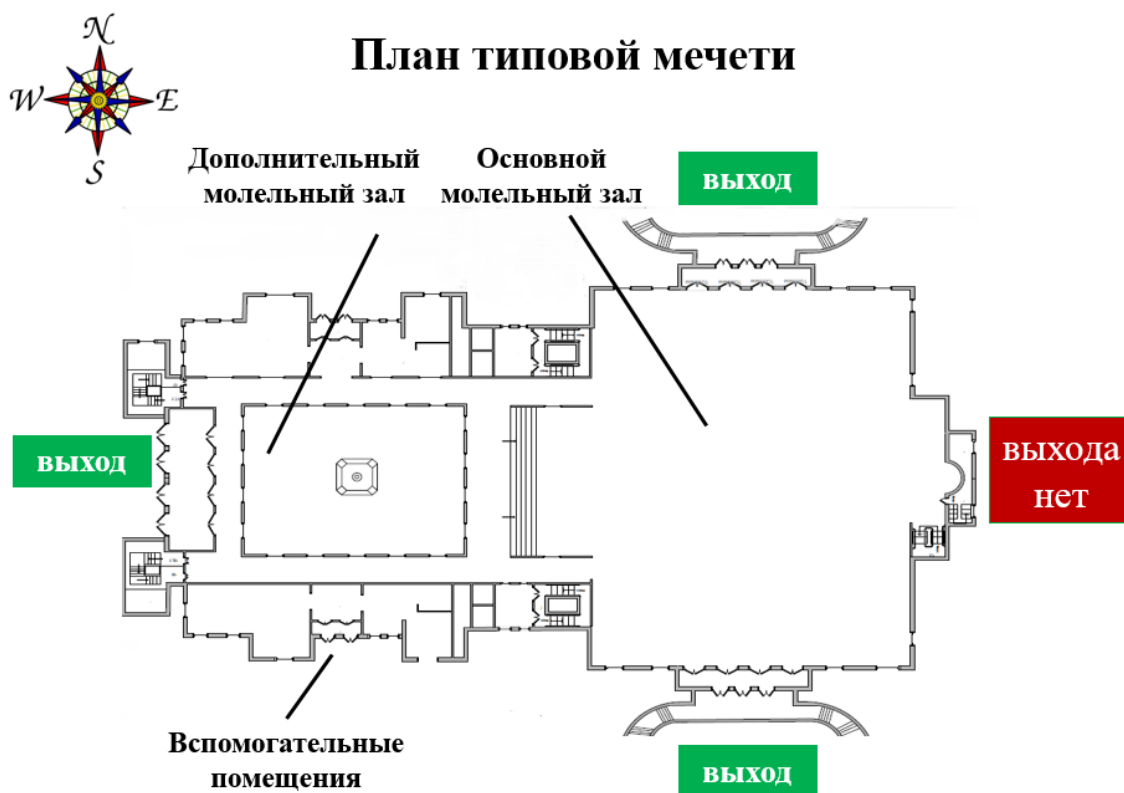 N
План типовой мечети
W
E
S
Дополнительный
молельный зал
Основной
молельный зал
выход
выход
выхода
нет
Вспомогательные
помещения
выход